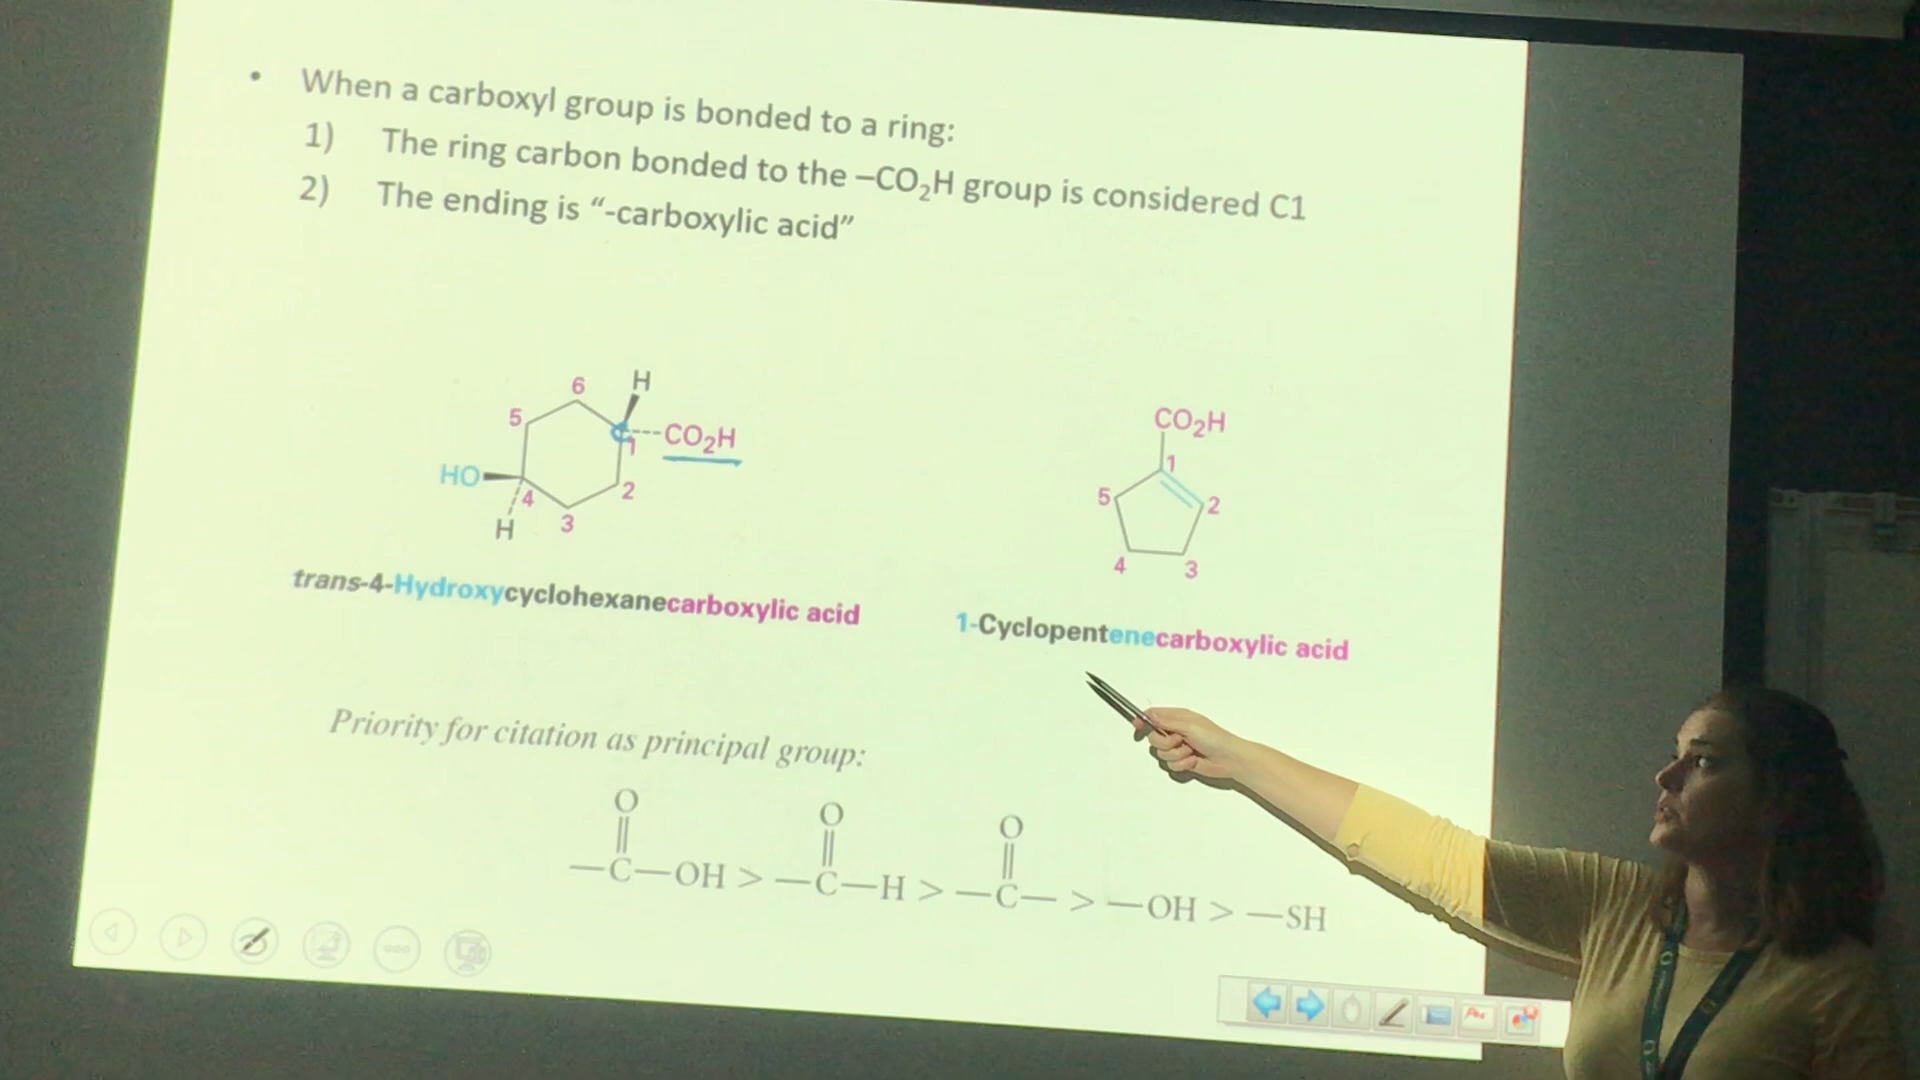 • When a carboxyl group is bonded to a ring:
1) The ring carbon bonded to the –CO₂H group is considered C1
2) The ending is “-carboxylic acid”
6 H
5
1 CO₂H
HO
4 2
H 3
trans-4-Hydroxycyclohexanecarboxylic acid
CO₂H
1
5 2
4 3
1-Cyclopentenecarboxylic acid
Priority for citation as principal group:
O O O
—C—OH > —C—H > —C— > —OH > —SH